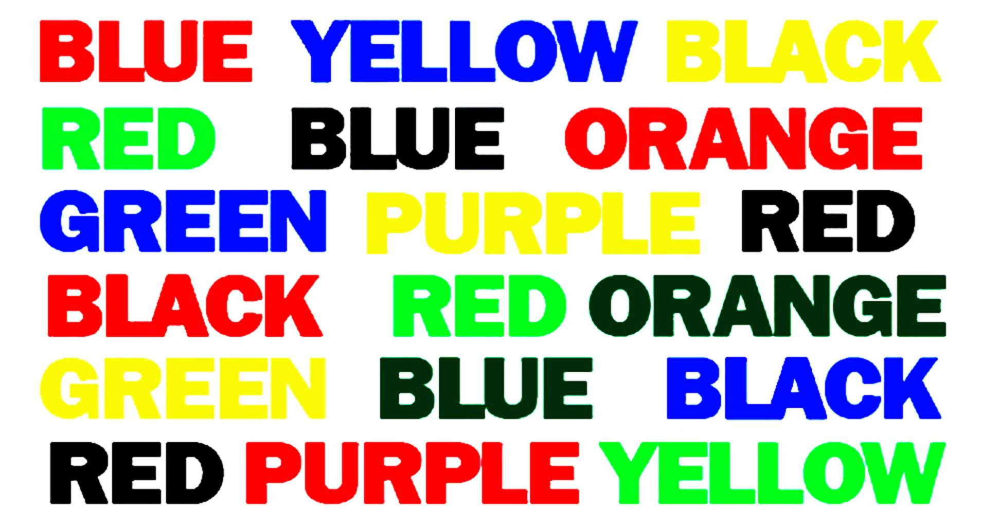 BLUE YELLOW BLACK
RED BLUE ORANGE
GREEN PURPLE RED
BLACK RED ORANGE
GREEN BLUE BLACK
RED PURPLE YELLOW